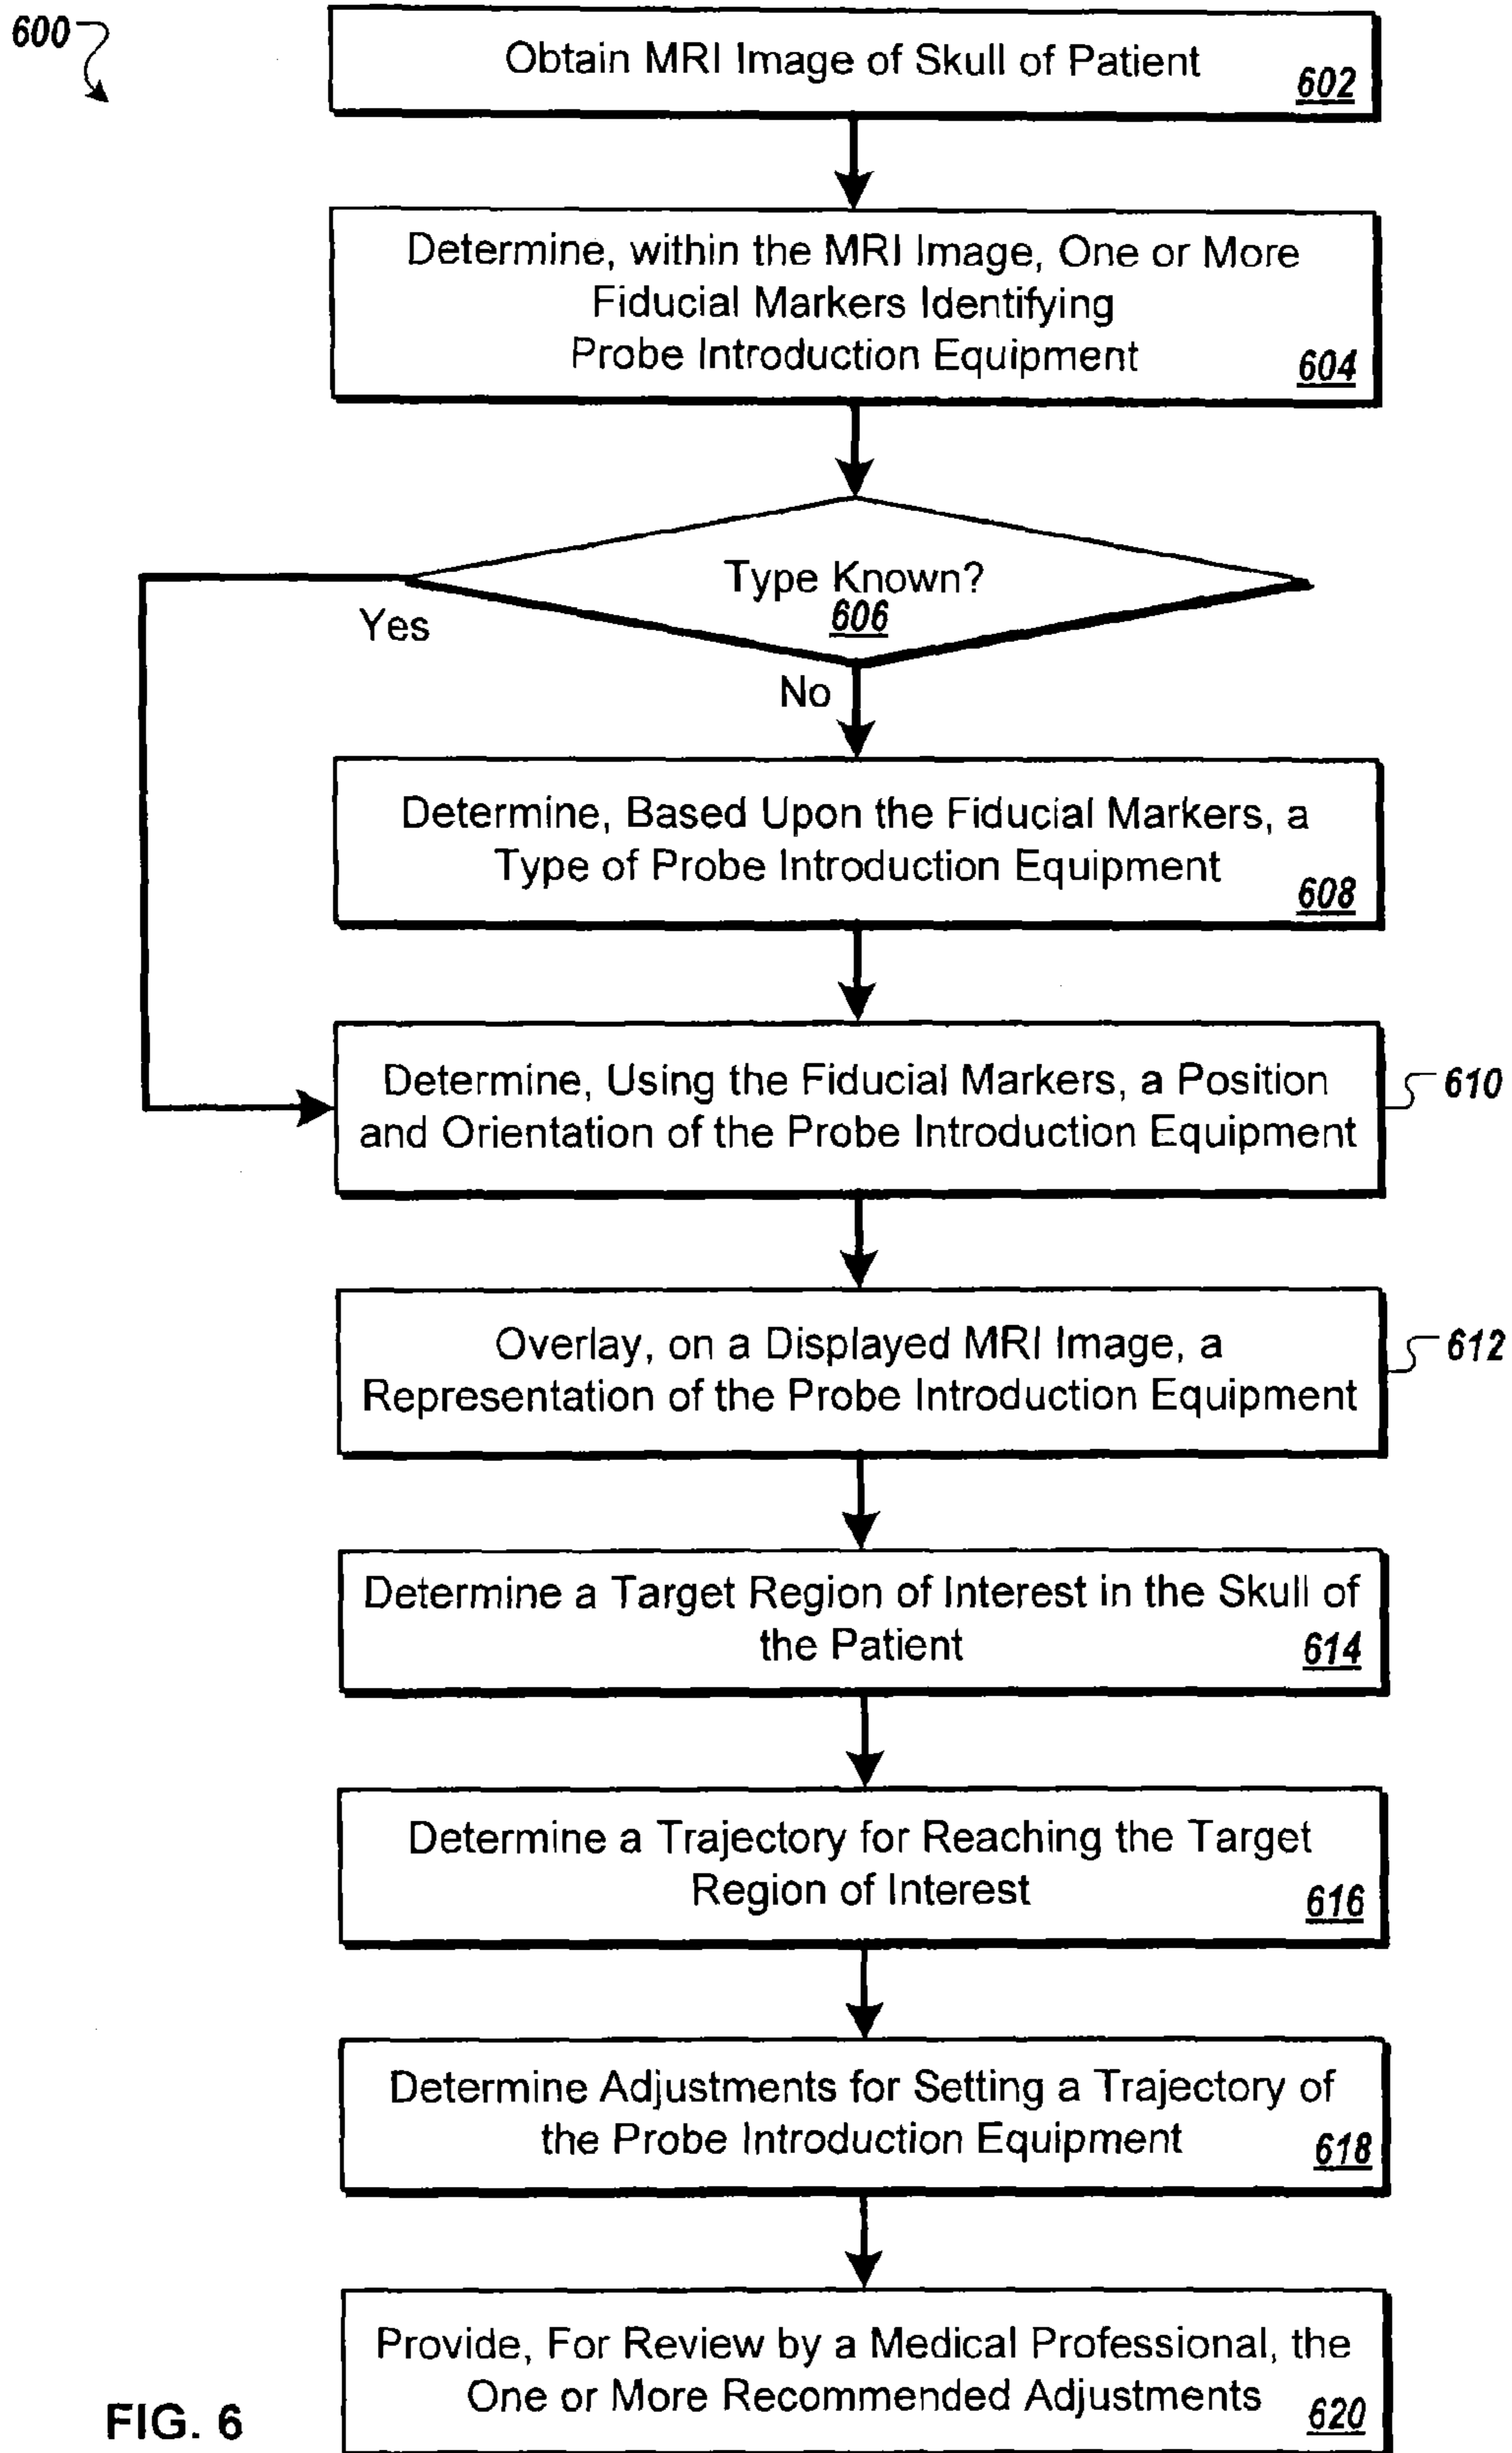 600
Obtain MRI Image of Skull of Patient
602
Determine, within the MRI Image, One or More
Fiducial Markers Identifying
Probe Introduction Equipment
604
Type Known?
606
Yes
No
Determine, Based Upon the Fiducial Markers, a
Type of Probe Introduction Equipment
608
Determine, Using the Fiducial Markers, a Position
and Orientation of the Probe Introduction Equipment
610
Overlay, on a Displayed MRI Image, a
Representation of the Probe Introduction Equipment
612
Determine a Target Region of Interest in the Skull of
the Patient
614
Determine a Trajectory for Reaching the Target
Region of Interest
616
Determine Adjustments for Setting a Trajectory of
the Probe Introduction Equipment
618
Provide, For Review by a Medical Professional, the
One or More Recommended Adjustments
620
FIG. 6